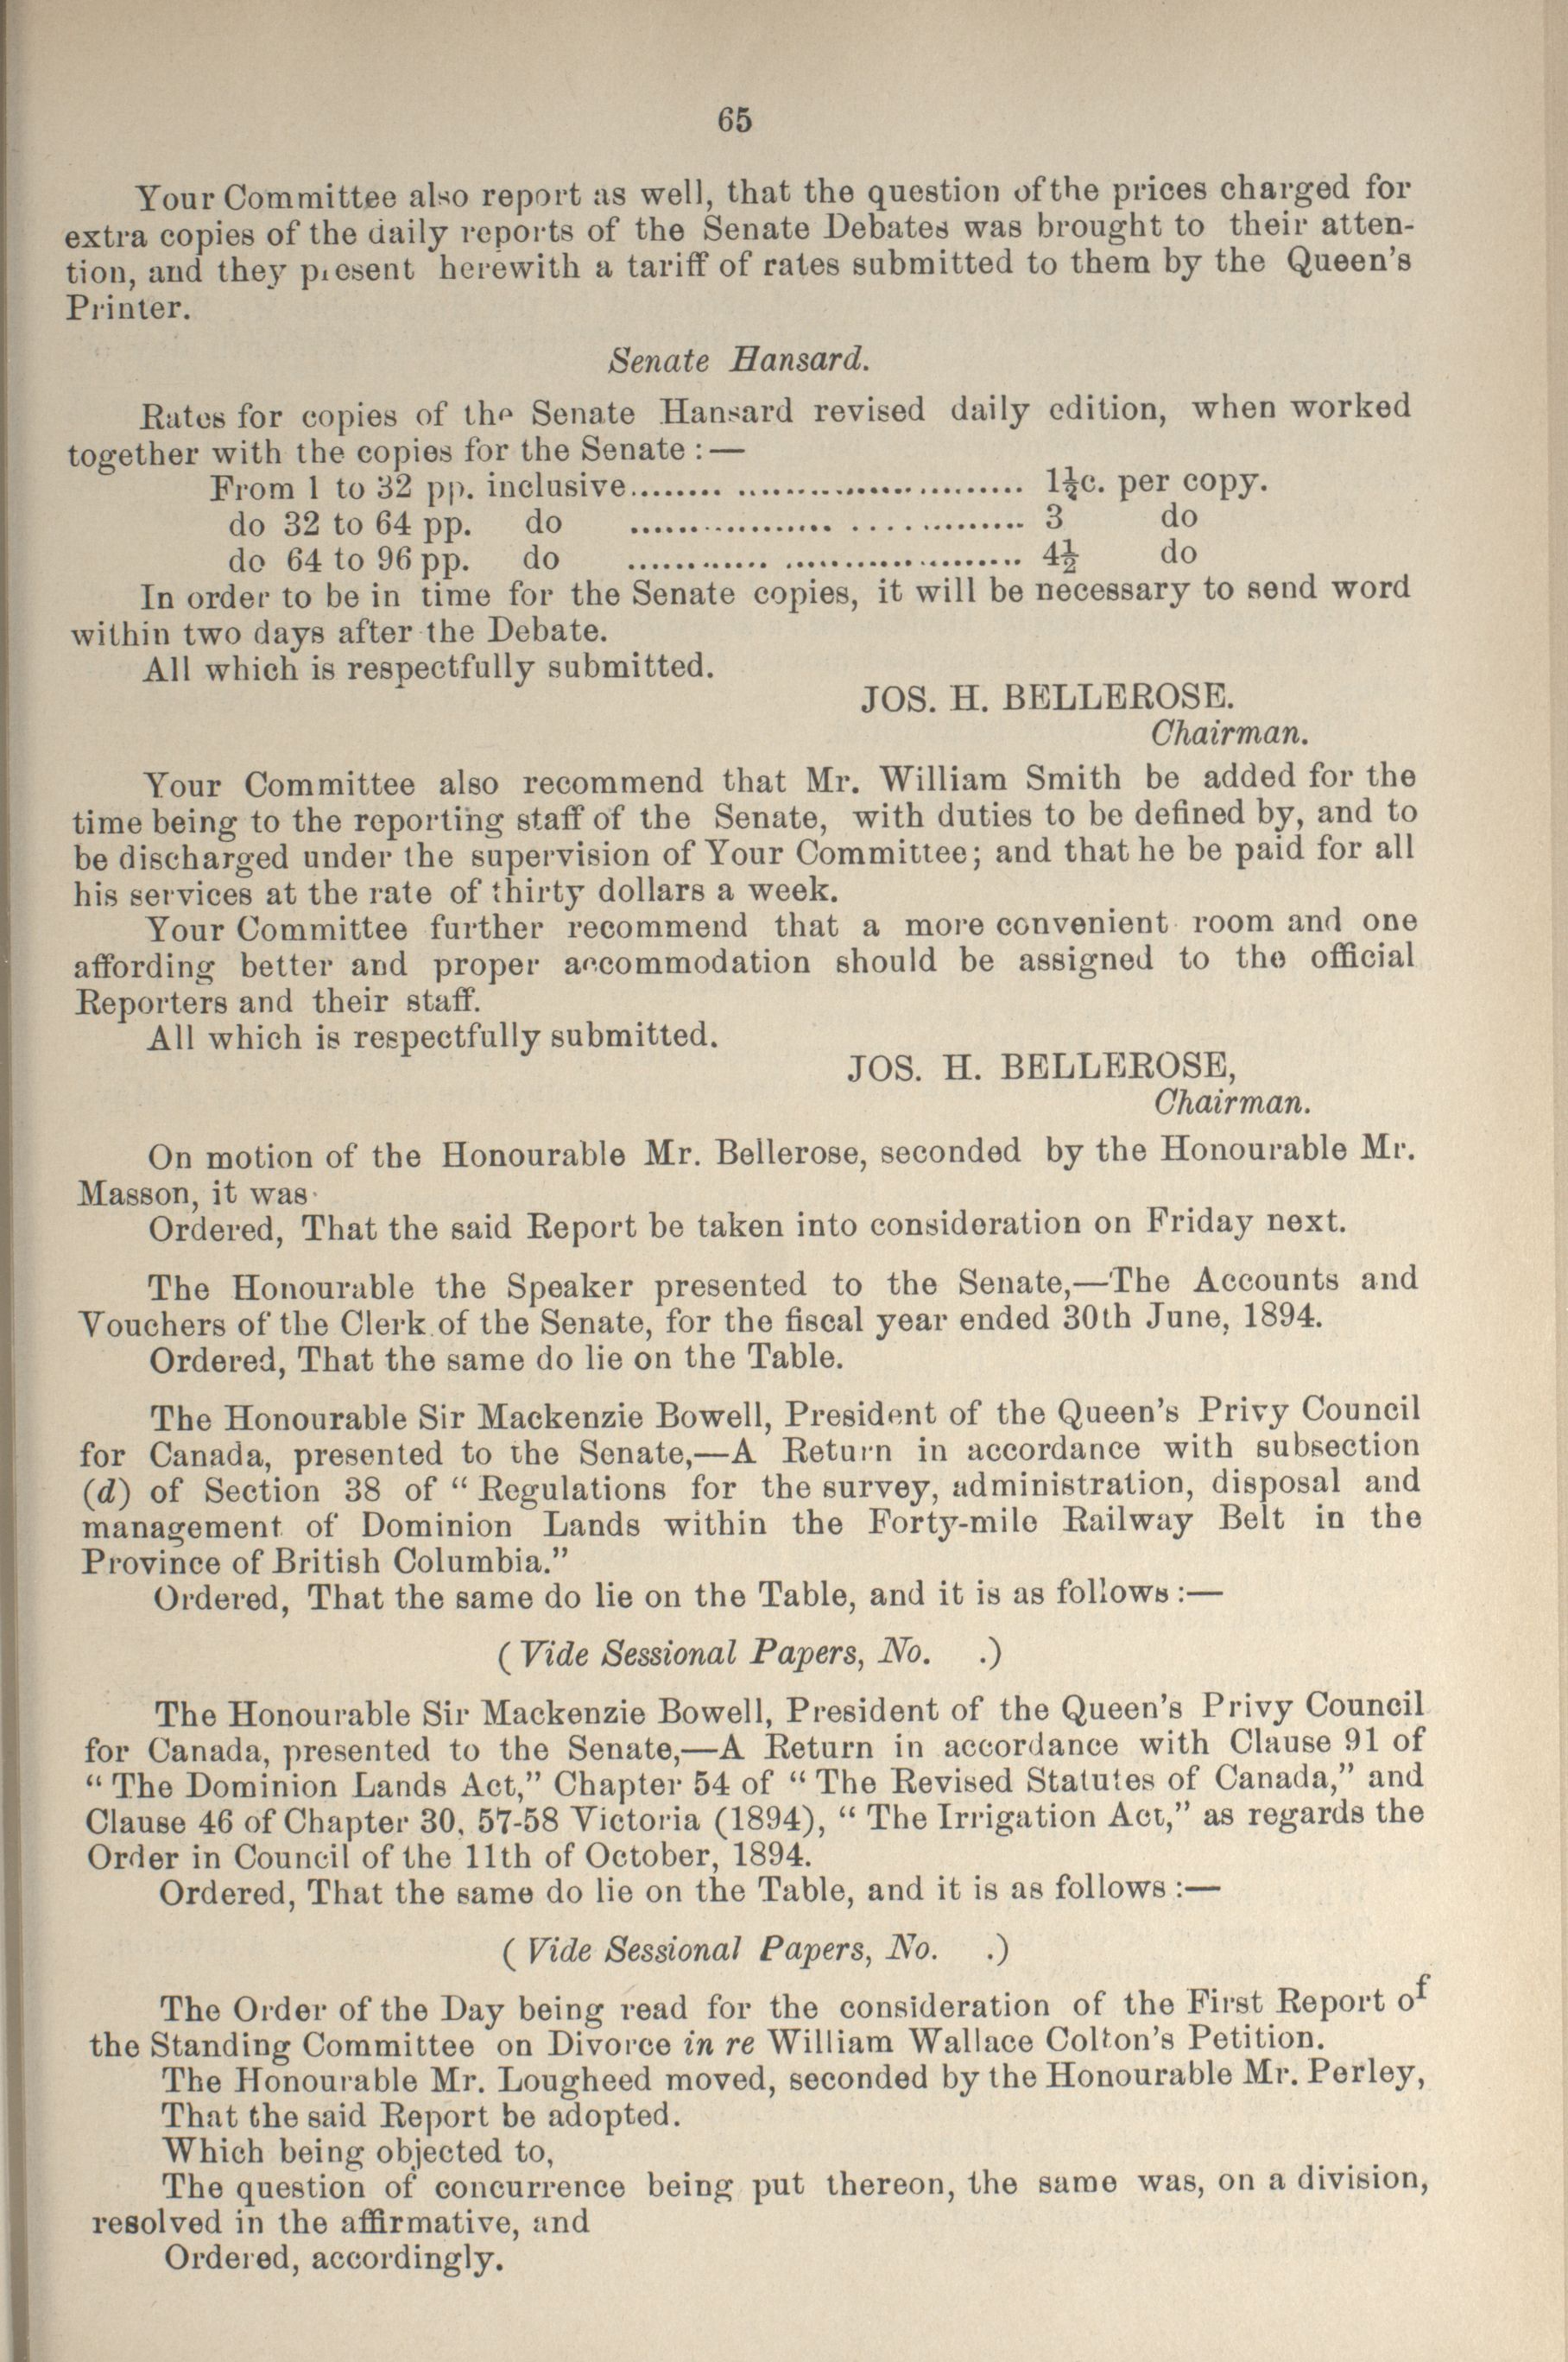 65
Your Committee also report as well, that the question of the prices charged for
extra copies of the daily reports of the Senate Debates was brought to their atten-
tion, and they present herewith a tariff of rates submitted to them by the Queen's
Printer.
Senate Hansard.
Rates for copies of the Senate Hansard revised daily edition, when worked
together with the copies for the Senate :—
From 1 to 32 pp. inclusive........ ........................... 1½c. per copy.
do 32 to 64 pp. do ................. .... .......... 3 do
do 64 to 96 pp. do ............ ....................... 4½ do
In order to be in time for the Senate copies, it will be necessary to send word
within two days after the Debate.
All which is respectfully submitted.
JOS. H. BELLEROSE.
Chairman.
Your Committee also recommend that Mr. William Smith be added for the
time being to the reporting staff of the Senate, with duties to be defined by, and to
be discharged under the supervision of Your Committee; and that he be paid for all
his services at the rate of thirty dollars a week.
Your Committee further recommend that a more convenient room and one
affording better and proper accommodation should be assigned to the official
Reporters and their staff.
All which is respectfully submitted.
JOS. H. BELLEROSE,
Chairman.
On motion of the Honourable Mr. Bellerose, seconded by the Honourable Mr.
Masson, it was
Ordered, That the said Report be taken into consideration on Friday next.
The Honourable the Speaker presented to the Senate,—The Accounts and
Vouchers of the Clerk of the Senate, for the fiscal year ended 30th June, 1894.
Ordered, That the same do lie on the Table.
The Honourable Sir Mackenzie Bowell, President of the Queen's Privy Council
for Canada, presented to the Senate,—A Return in accordance with subsection
(d) of Section 38 of “ Regulations for the survey, administration, disposal and
management of Dominion Lands within the Forty-mile Railway Belt in the
Province of British Columbia.”
Ordered, That the same do lie on the Table, and it is as follows :—
( Vide Sessional Papers, No. .)
The Honourable Sir Mackenzie Bowell, President of the Queen's Privy Council
for Canada, presented to the Senate,—A Return in accordance with Clause 91 of
“ The Dominion Lands Act,” Chapter 54 of “ The Revised Statutes of Canada,” and
Clause 46 of Chapter 30, 57-58 Victoria (1894), “ The Irrigation Act,” as regards the
Order in Council of the 11th of October, 1894.
Ordered, That the same do lie on the Table, and it is as follows :—
( Vide Sessional Papers, No. .)
The Order of the Day being read for the consideration of the First Report of
the Standing Committee on Divorce in re William Wallace Colton's Petition.
The Honourable Mr. Lougheed moved, seconded by the Honourable Mr. Perley,
That the said Report be adopted.
Which being objected to,
The question of concurrence being put thereon, the same was, on a division,
resolved in the affirmative, and
Ordered, accordingly.